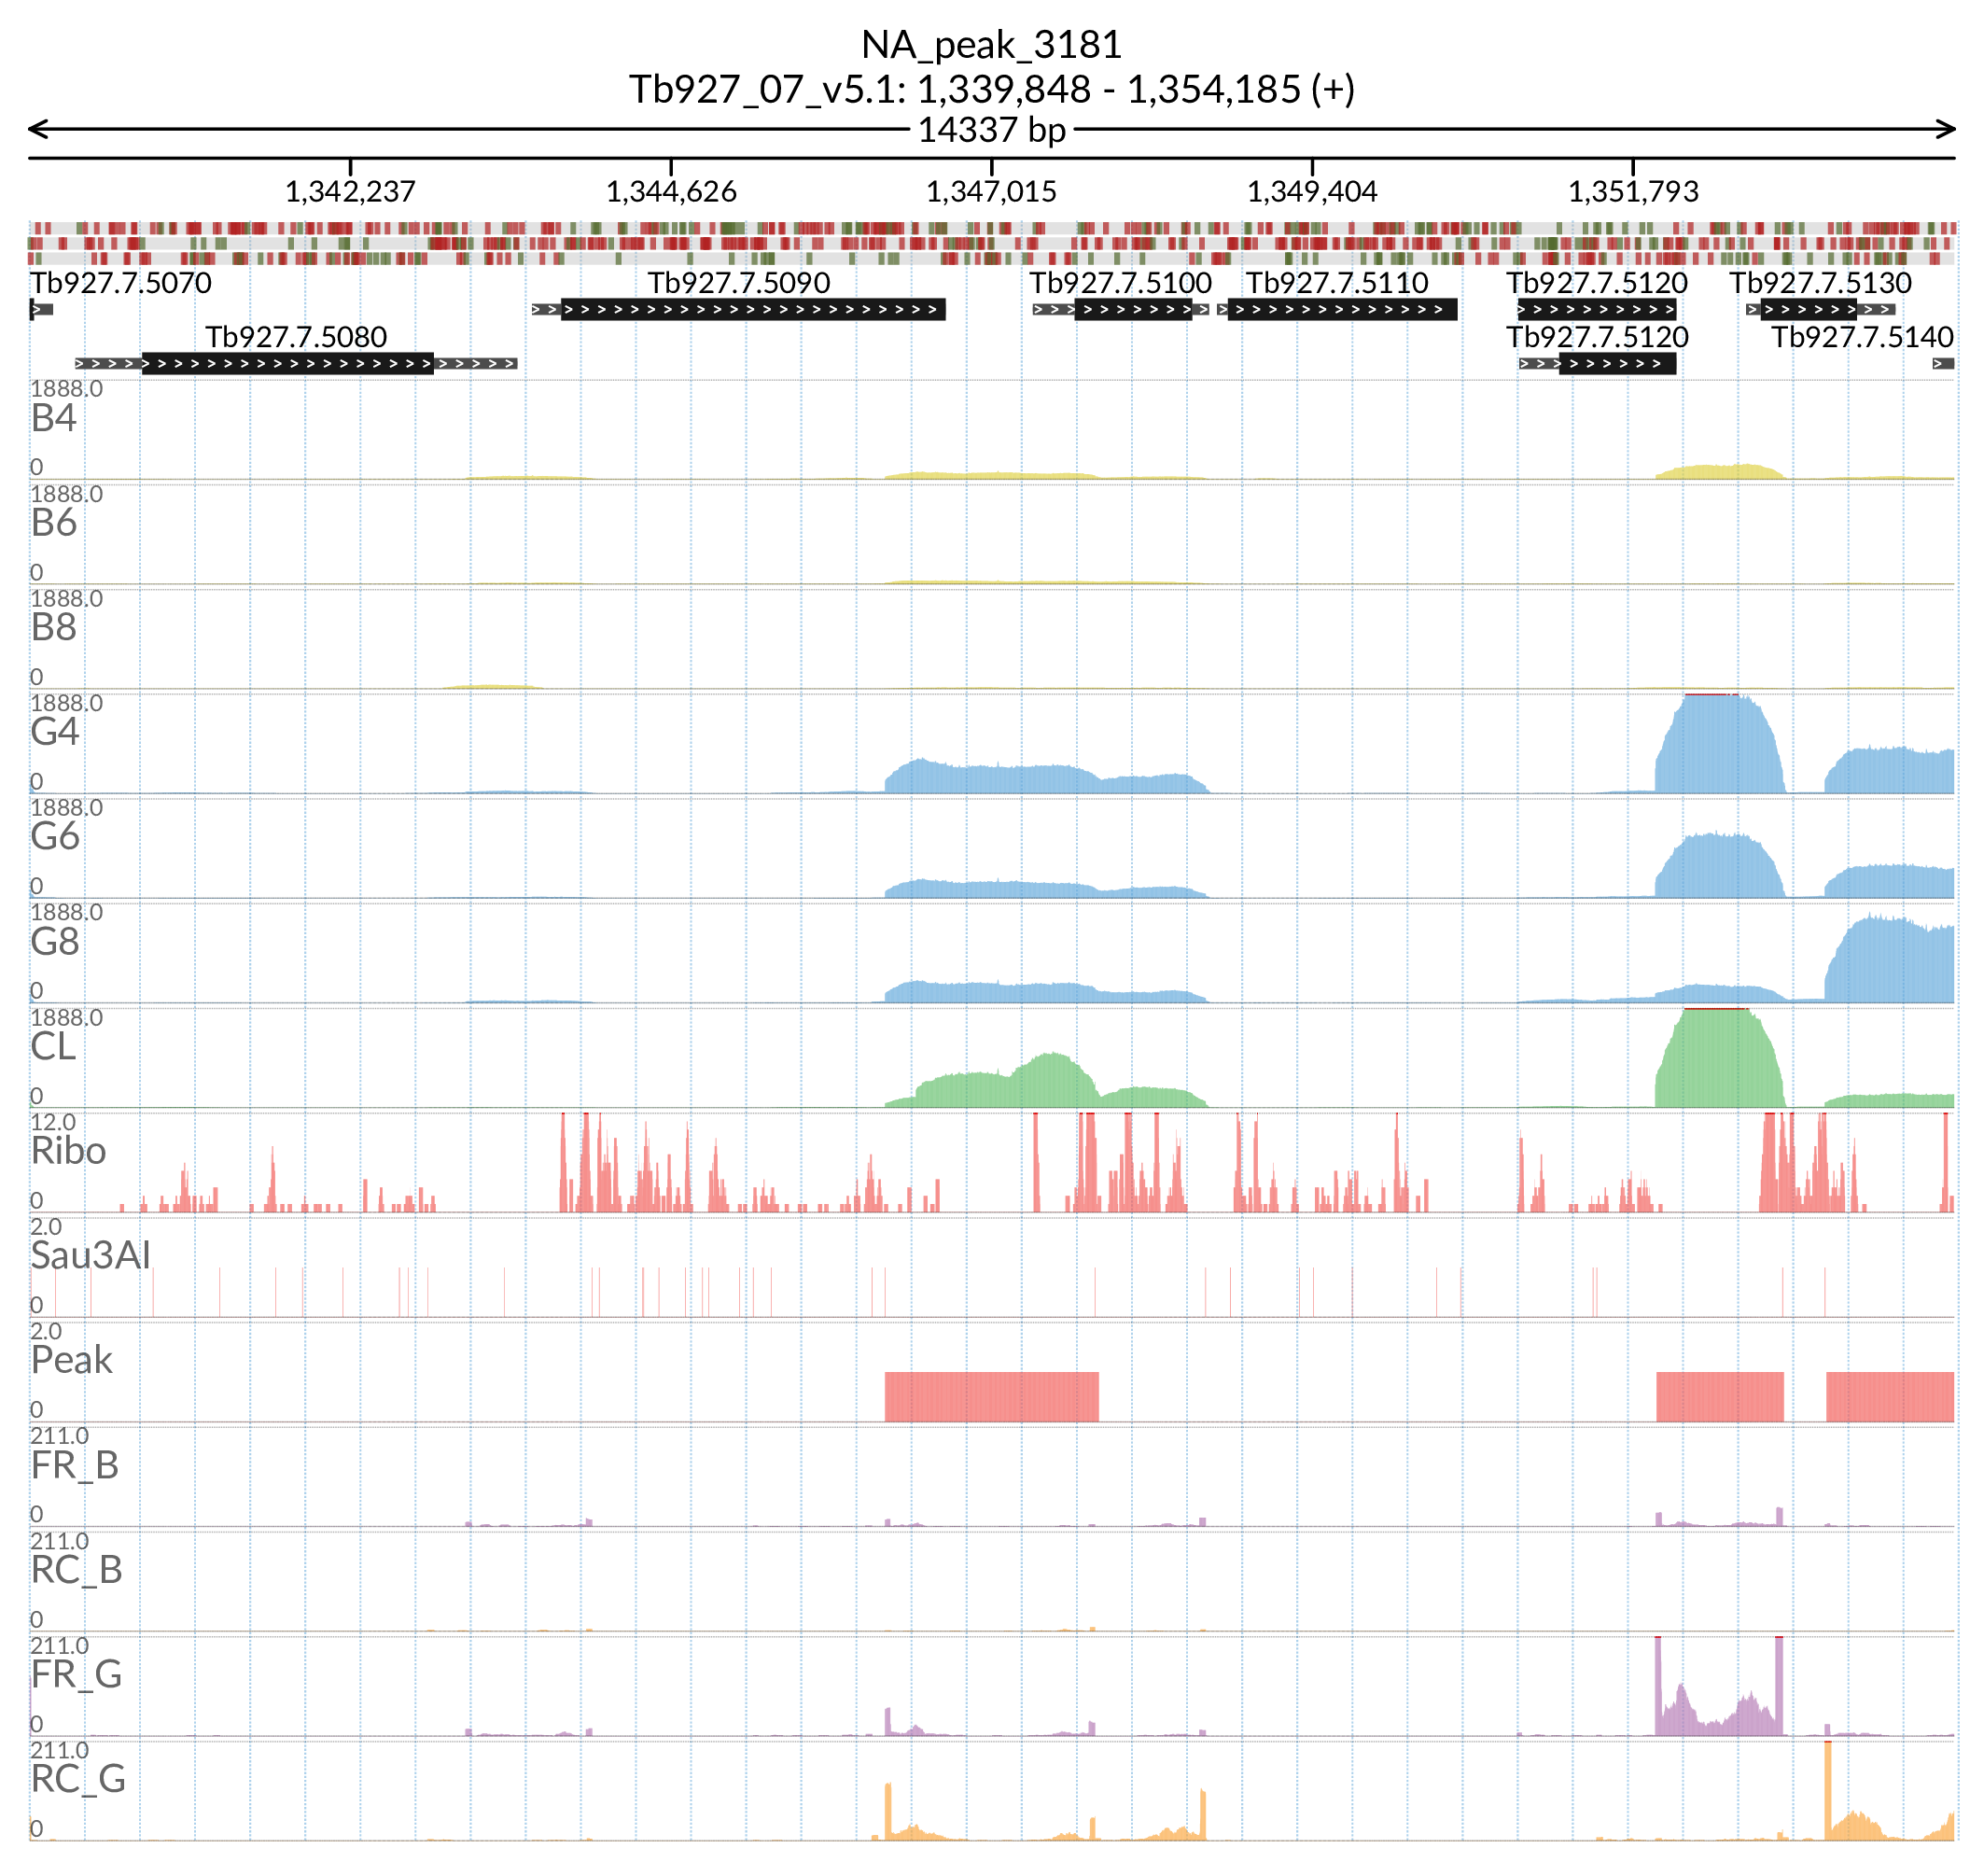 NA_peak_3181
Tb927_07_v5.1: 1,339,848 - 1,354,185 (+)
14337 bp
1,342,237 1,344,626 1,347,015 1,349,404 1,351,793
Tb927.7.5070 Tb927.7.5090 Tb927.7.5100 Tb927.7.5110 Tb927.7.5120 Tb927.7.5130
Tb927.7.5080 Tb927.7.5120 Tb927.7.5140
1888.0
B4
0
1888.0
B6
0
1888.0
B8
0
1888.0
G4
0
1888.0
G6
0
1888.0
G8
0
1888.0
CL
0
12.0
Ribo
0
2.0
Sau3AI
0
2.0
Peak
0
211.0
FR_B
0
211.0
RC_B
0
211.0
FR_G
0
211.0
RC_G
0